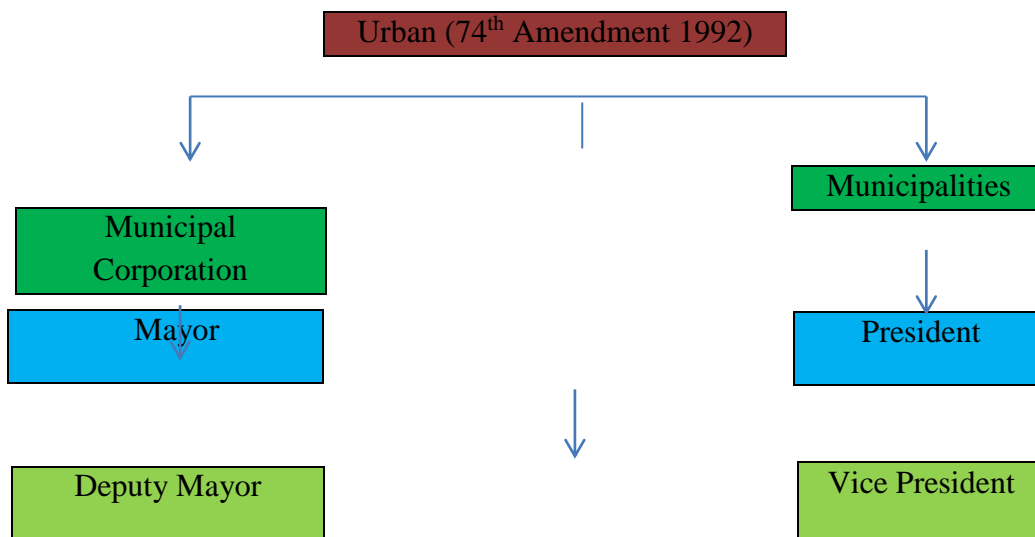 Urban (74th Amendment 1992)
Municipalities
Municipal
Corporation
Mayor
President
Deputy Mayor
Vice President